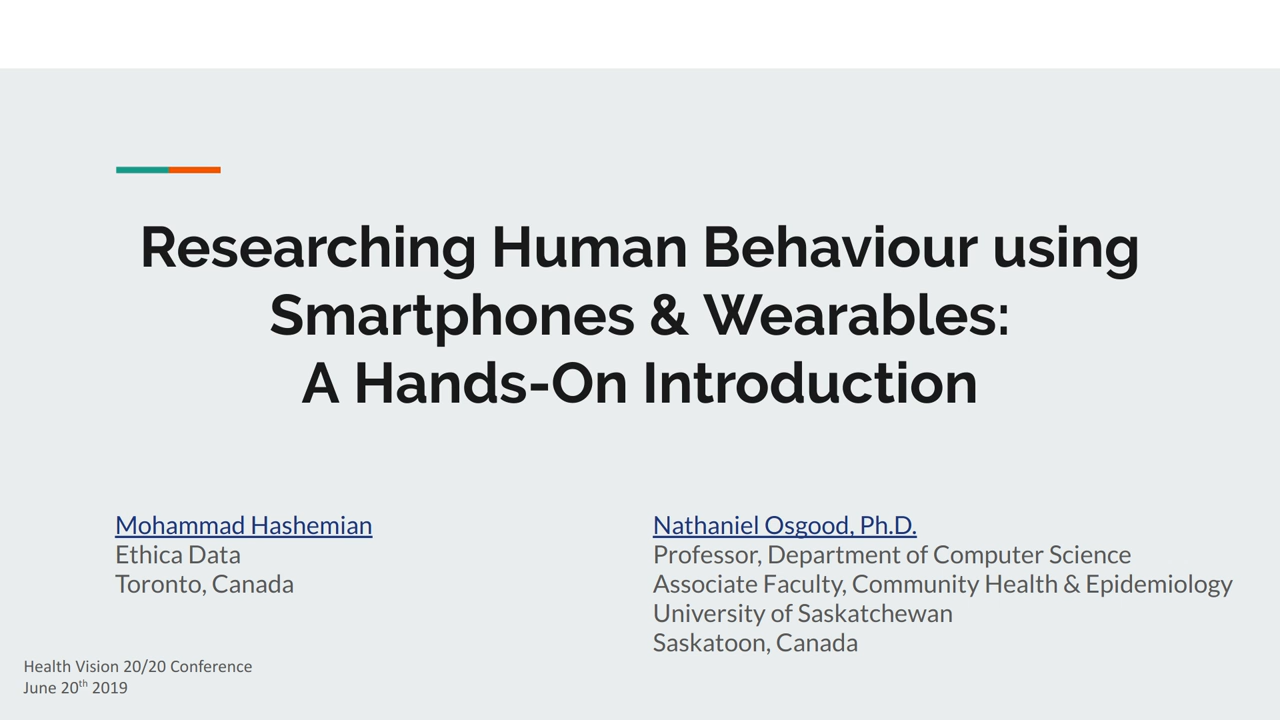 Researching Human Behaviour using
Smartphones & Wearables:
A Hands-On Introduction
Mohammad Hashemian
Ethica Data
Toronto, Canada
Nathaniel Osgood, Ph.D.
Professor, Department of Computer Science
Associate Faculty, Community Health & Epidemiology
University of Saskatchewan
Saskatoon, Canada
Health Vision 20/20 Conference
June 20th 2019